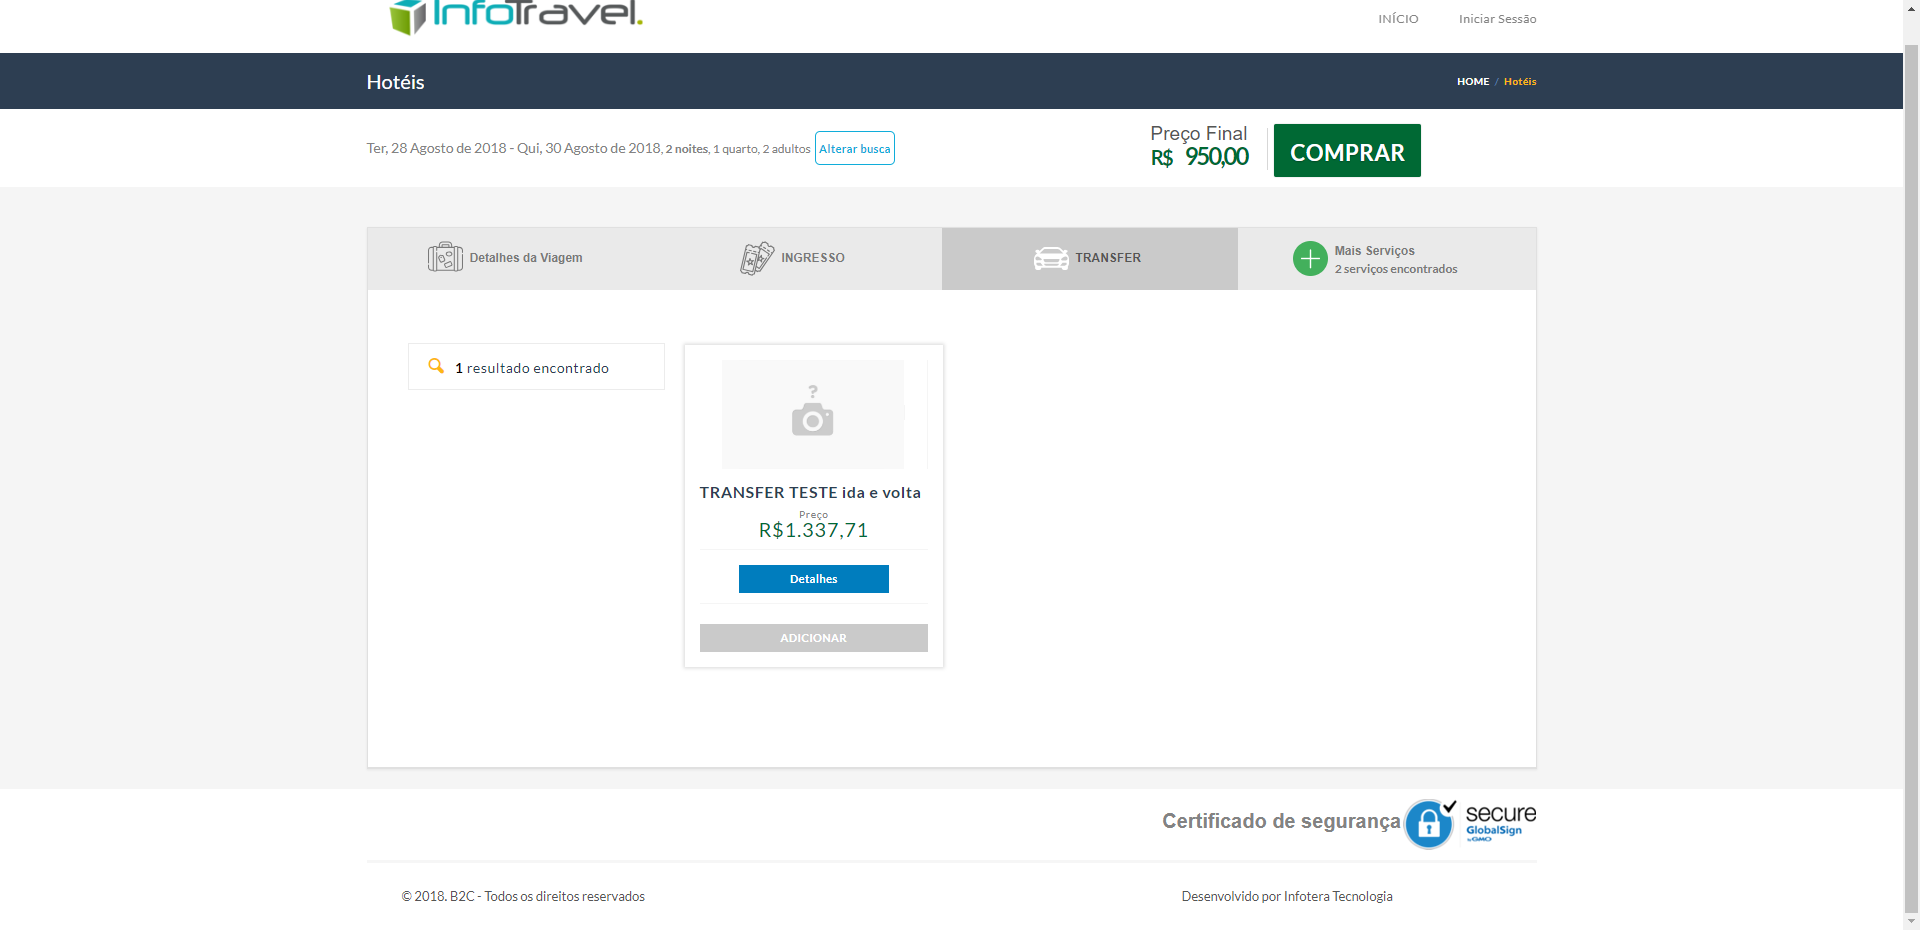 InfoTravel.
INÍCIO
Iniciar Sessão
Hotéis
HOME / Hotéis
Ter, 28 Agosto de 2018 - Qui, 30 Agosto de 2018, 2 noites, 1 quarto, 2 adultos
Alterar busca
Preço Final
R$ 950,00
COMPRAR
Detalhes da Viagem
INGRESSO
TRANSFER
Mais Serviços
2 serviços encontrados
1 resultado encontrado
?
TRANSFER TESTE ida e volta
Preço
R$1.337,71
Detalhes
ADICIONAR
Certificado de segurança
secure
GlobalSign
by GMO
© 2018. B2C - Todos os direitos reservados
Desenvolvido por Infotera Tecnologia